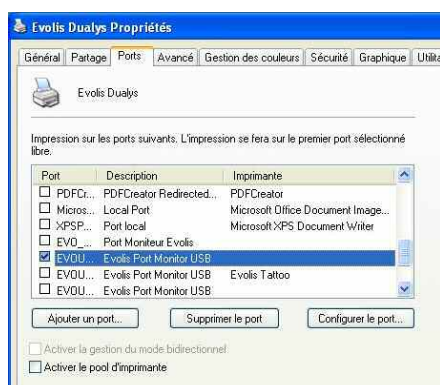 Evolis Dualys Propriétés
Général Partage Ports Avancé Gestion des couleurs Sécurité Graphique Utilita
Evolis Dualys
Impression sur les ports suivants. L'impression se fera sur le premier port sélectionné
libre.
Port Description Imprimante
PDFCr... PDFCreator Redirected... PDFCreator
Micros... Local Port Microsoft Office Document Image...
XPSP... Port local Microsoft XPS Document Writer
EVO_... Port Moniteur Evolis
EVOU... Evolis Port Monitor USB
EVOU... Evolis Port Monitor USB Evolis Tattoo
EVOU... Evolis Port Monitor USB
Ajouter un port... Supprimer le port Configurer le port...
Activer la gestion du mode bidirectionnel
Activer le pool d'imprimante